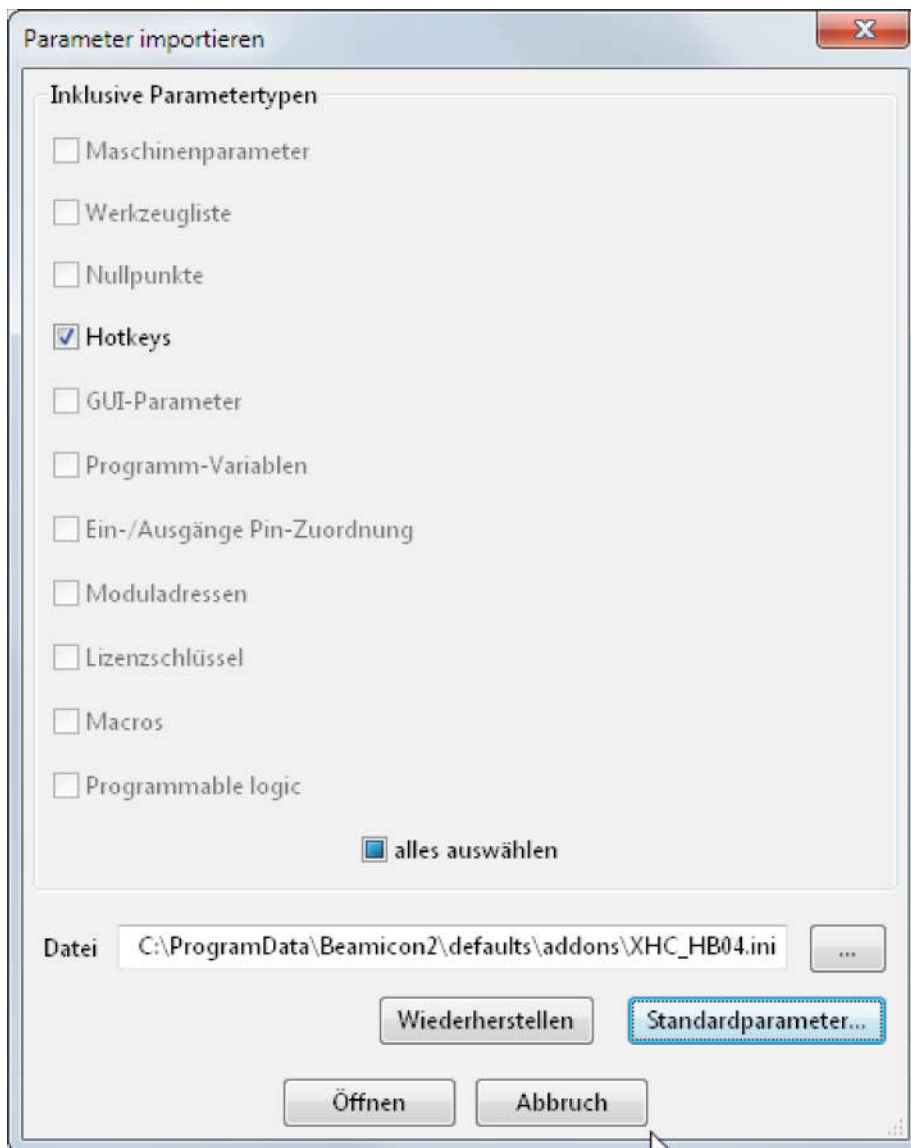 Parameter importieren
Inklusive Parametertypen
Maschinenparameter
Werkzeugliste
Nullpunkte
Hotkeys
GUI-Parameter
Programm-Variablen
Ein-/Ausgänge Pin-Zuordnung
Moduladressen
Lizenzschlüssel
Macros
Programmable logic
alles auswählen
Datei C:\ProgramData\Beamicon2\defaults\addons\XHC_HB04.ini ...
Wiederherstellen Standardparameter...
Öffnen Abbruch